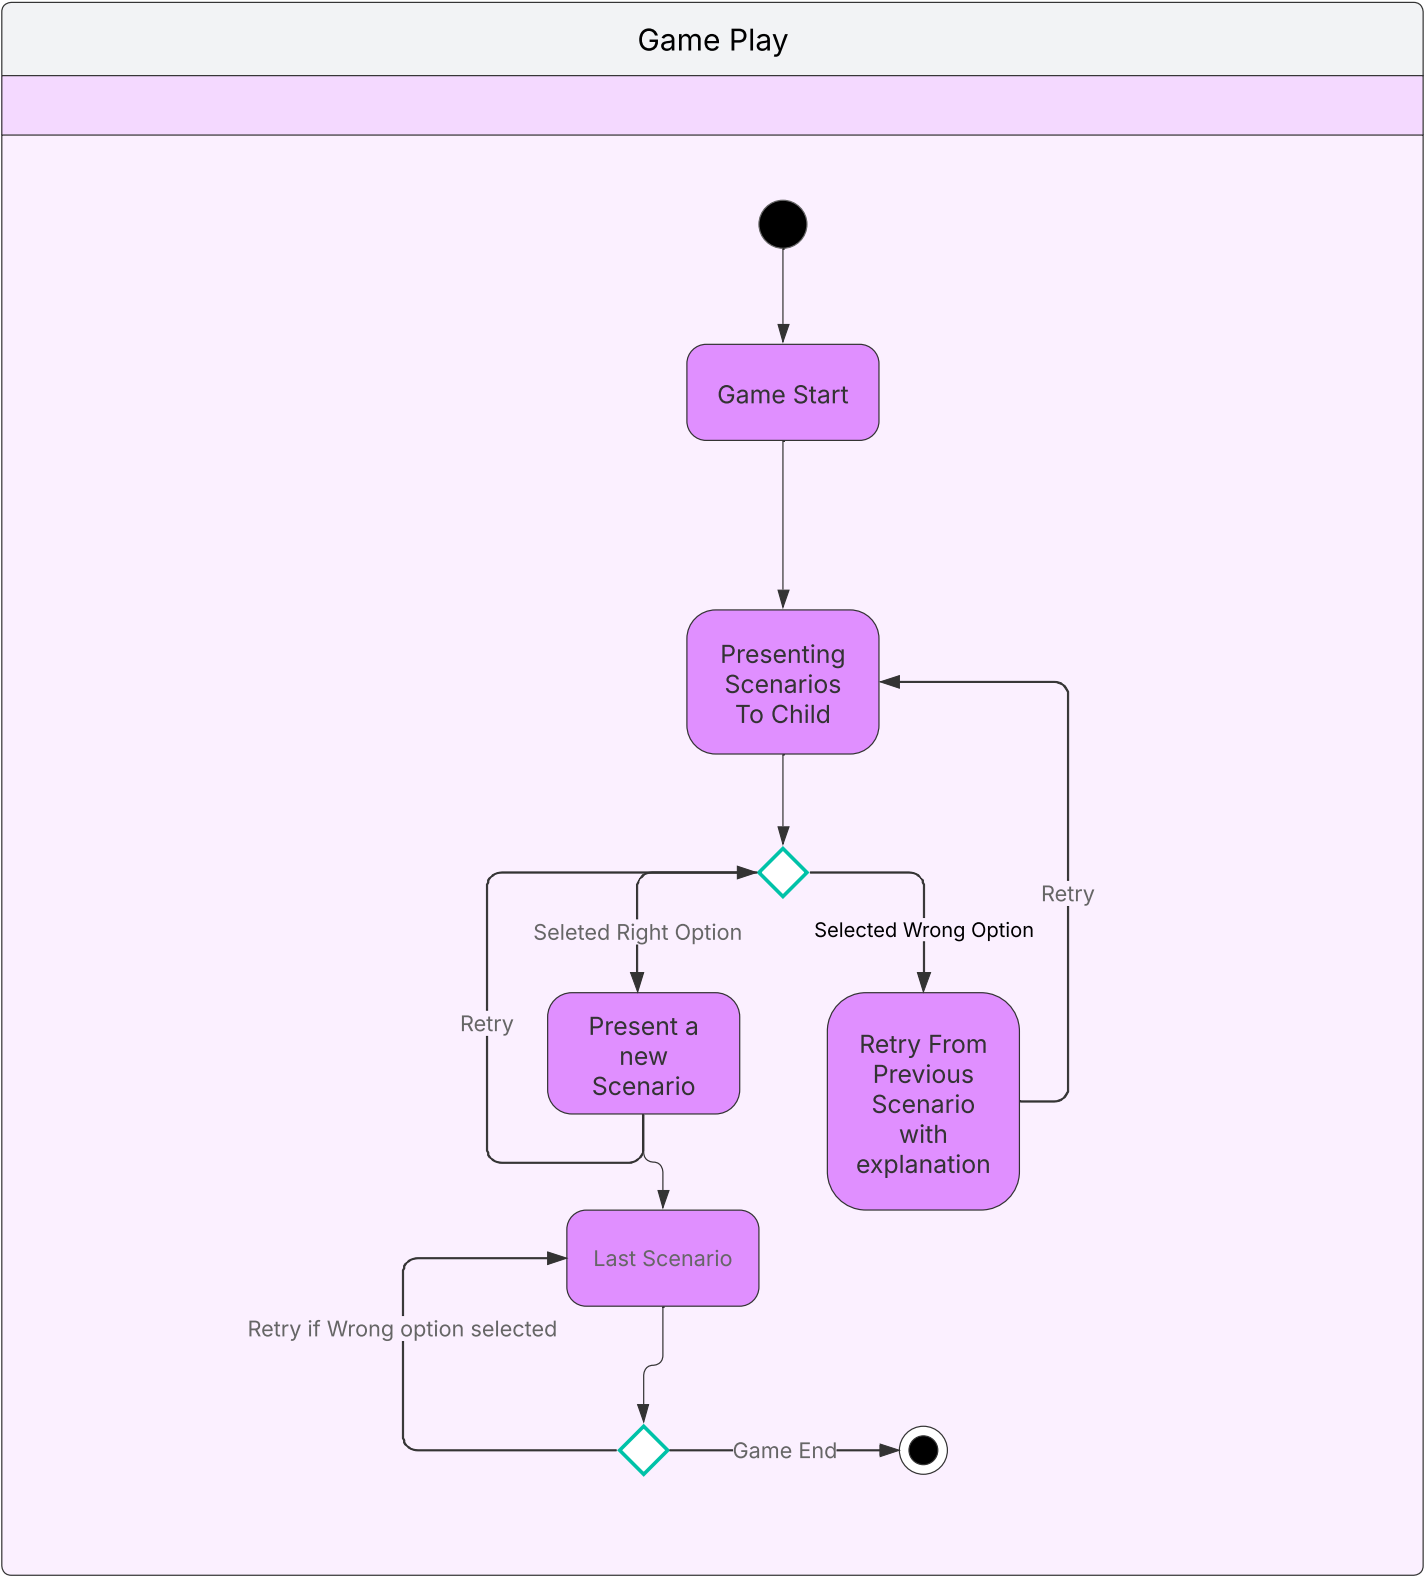 Game Play
Game Start
Presenting
Scenarios
To Child
Retry
Seleted Right Option
Selected Wrong Option
Retry
Present a
new
Scenario
Retry From
Previous
Scenario
with
explanation
Last Scenario
Retry if Wrong option selected
Game End